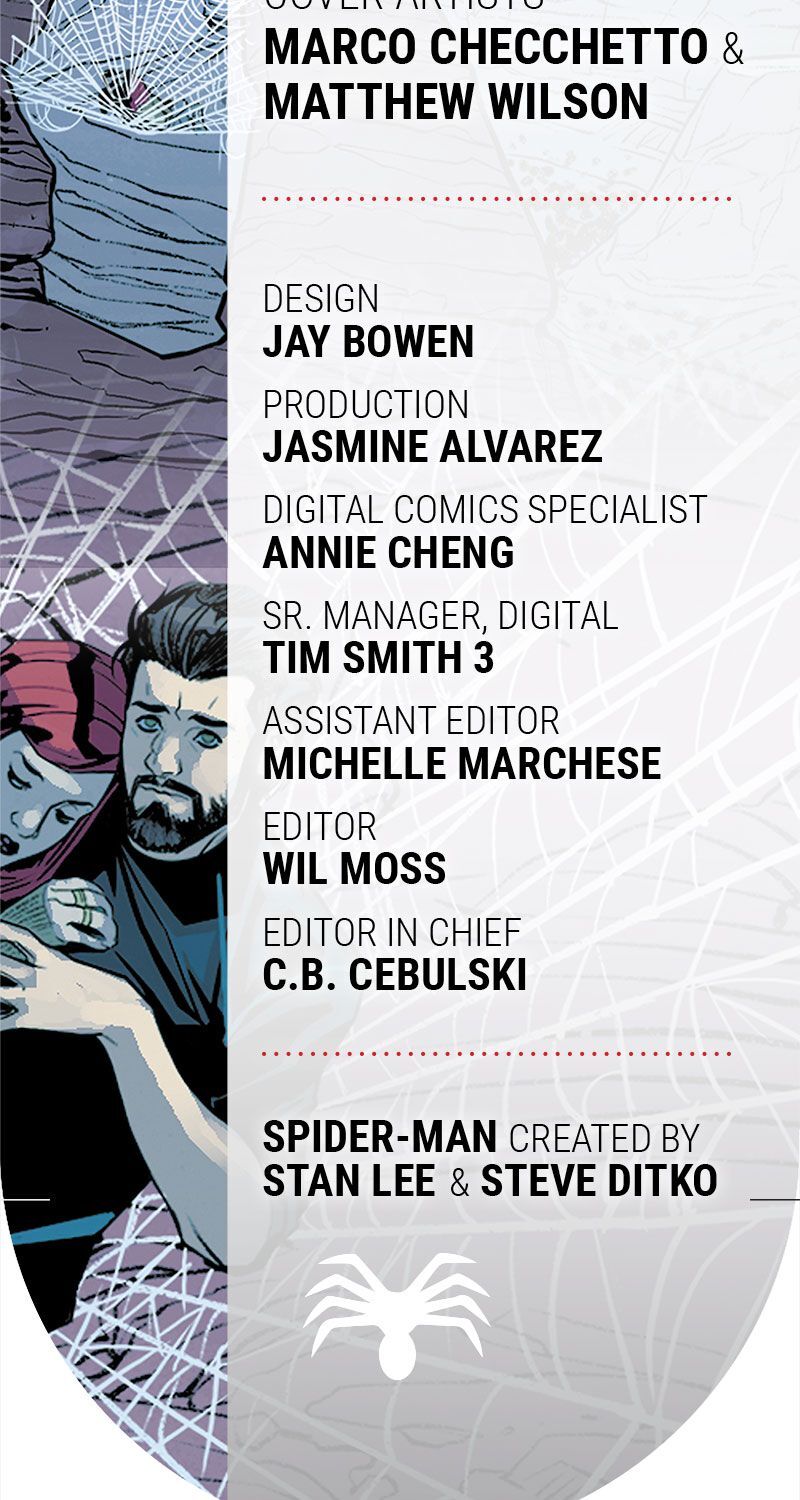 COVER ARTISTS
MARCO CHECCHETTO &
MATTHEW WILSON
DESIGN
JAY BOWEN
PRODUCTION
JASMINE ALVAREZ
DIGITAL COMICS SPECIALIST
ANNIE CHENG
SR. MANAGER, DIGITAL
TIM SMITH 3
ASSISTANT EDITOR
MICHELLE MARCHESE
EDITOR
WIL MOSS
EDITOR IN CHIEF
C.B. CEBULSKI
SPIDER-MAN CREATED BY
STAN LEE & STEVE DITKO